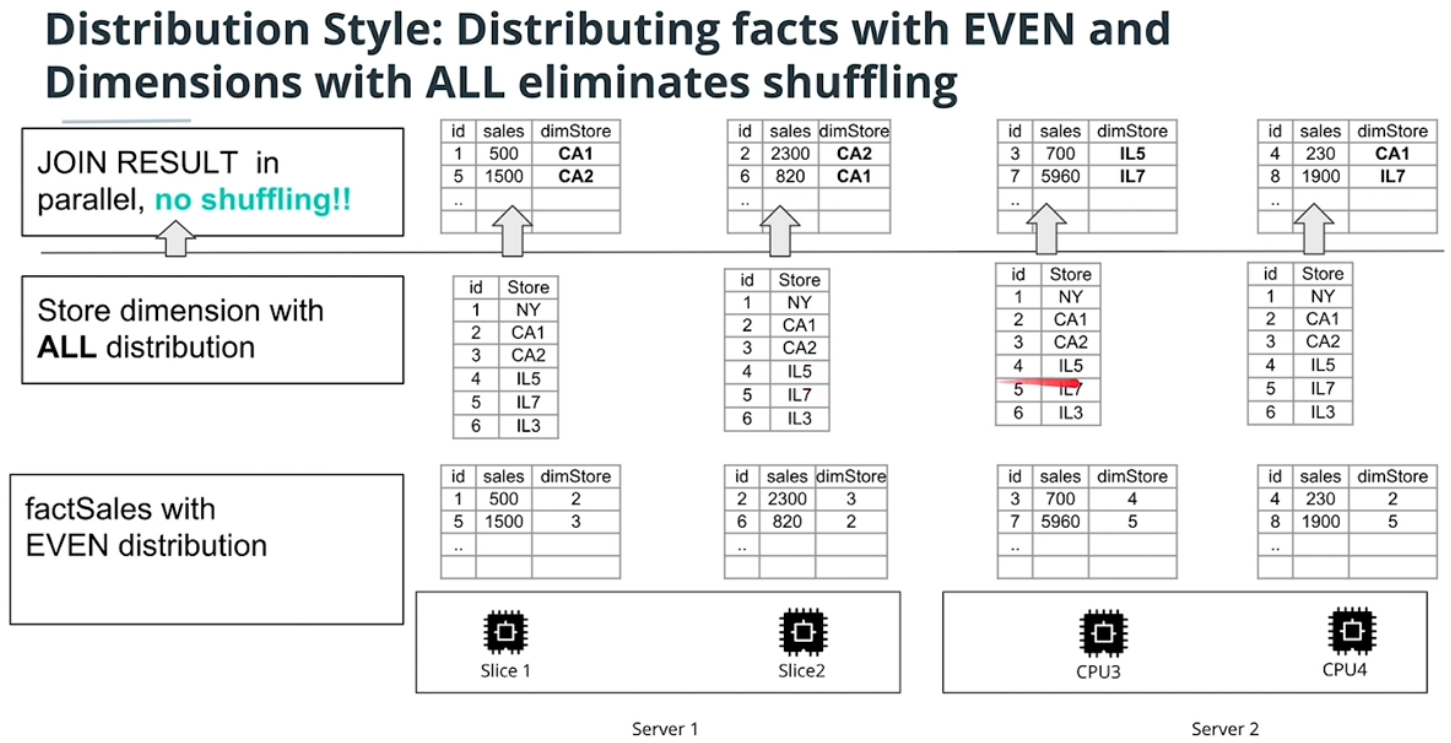 Distribution Style: Distributing facts with EVEN and
Dimensions with ALL eliminates shuffling
JOIN RESULT in
parallel, no shuffling!!
id sales dimStore
1 500 CA1
5 1500 CA2
..
id sales dimStore
2 2300 CA2
6 820 CA1
..
id sales dimStore
3 700 IL5
7 5960 IL7
..
id sales dimStore
4 230 CA1
8 1900 IL7
..
Store dimension with
ALL distribution
id Store
1 NY
2 CA1
3 CA2
4 IL5
5 IL7
6 IL3
id Store
1 NY
2 CA1
3 CA2
4 IL5
5 IL7
6 IL3
id Store
1 NY
2 CA1
3 CA2
4 IL5
5 IL7
6 IL3
id Store
1 NY
2 CA1
3 CA2
4 IL5
5 IL7
6 IL3
factSales with
EVEN distribution
id sales dimStore
1 500 2
5 1500 3
..
id sales dimStore
2 2300 3
6 820 2
..
id sales dimStore
3 700 4
7 5960 5
..
id sales dimStore
4 230 2
8 1900 5
..
Slice 1
Slice2
CPU3
CPU4
Server 1
Server 2